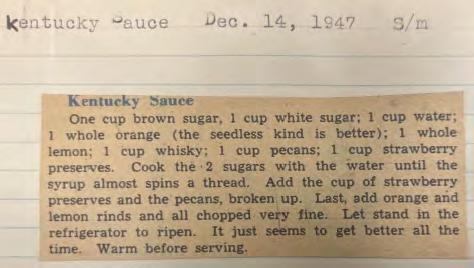 Kentucky Sauce Dec. 14, 1947 S/m
Kentucky Sauce
One cup brown sugar, 1 cup white sugar; 1 cup water;
1 whole orange (the seedless kind is better); 1 whole
lemon; 1 cup whisky; 1 cup pecans; 1 cup strawberry
preserves. Cook the 2 sugars with the water until the
syrup almost spins a thread. Add the cup of strawberry
preserves and the pecans, broken up. Last, add orange and
lemon rinds and all chopped very fine. Let stand in the
refrigerator to ripen. It just seems to get better all the
time. Warm before serving.